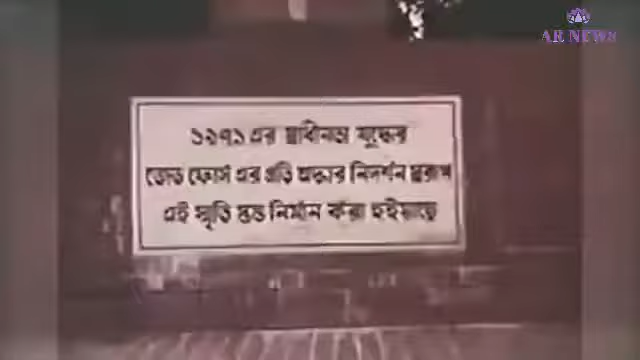 AR NEWS
১৯৭১ এর স্বাধীনতা যুদ্ধের
জেড ফোর্স এর প্রতি শ্রদ্ধার নিদর্শন স্বরূপ
এই স্মৃতি স্তম্ভ নির্মান করা হইয়াছে